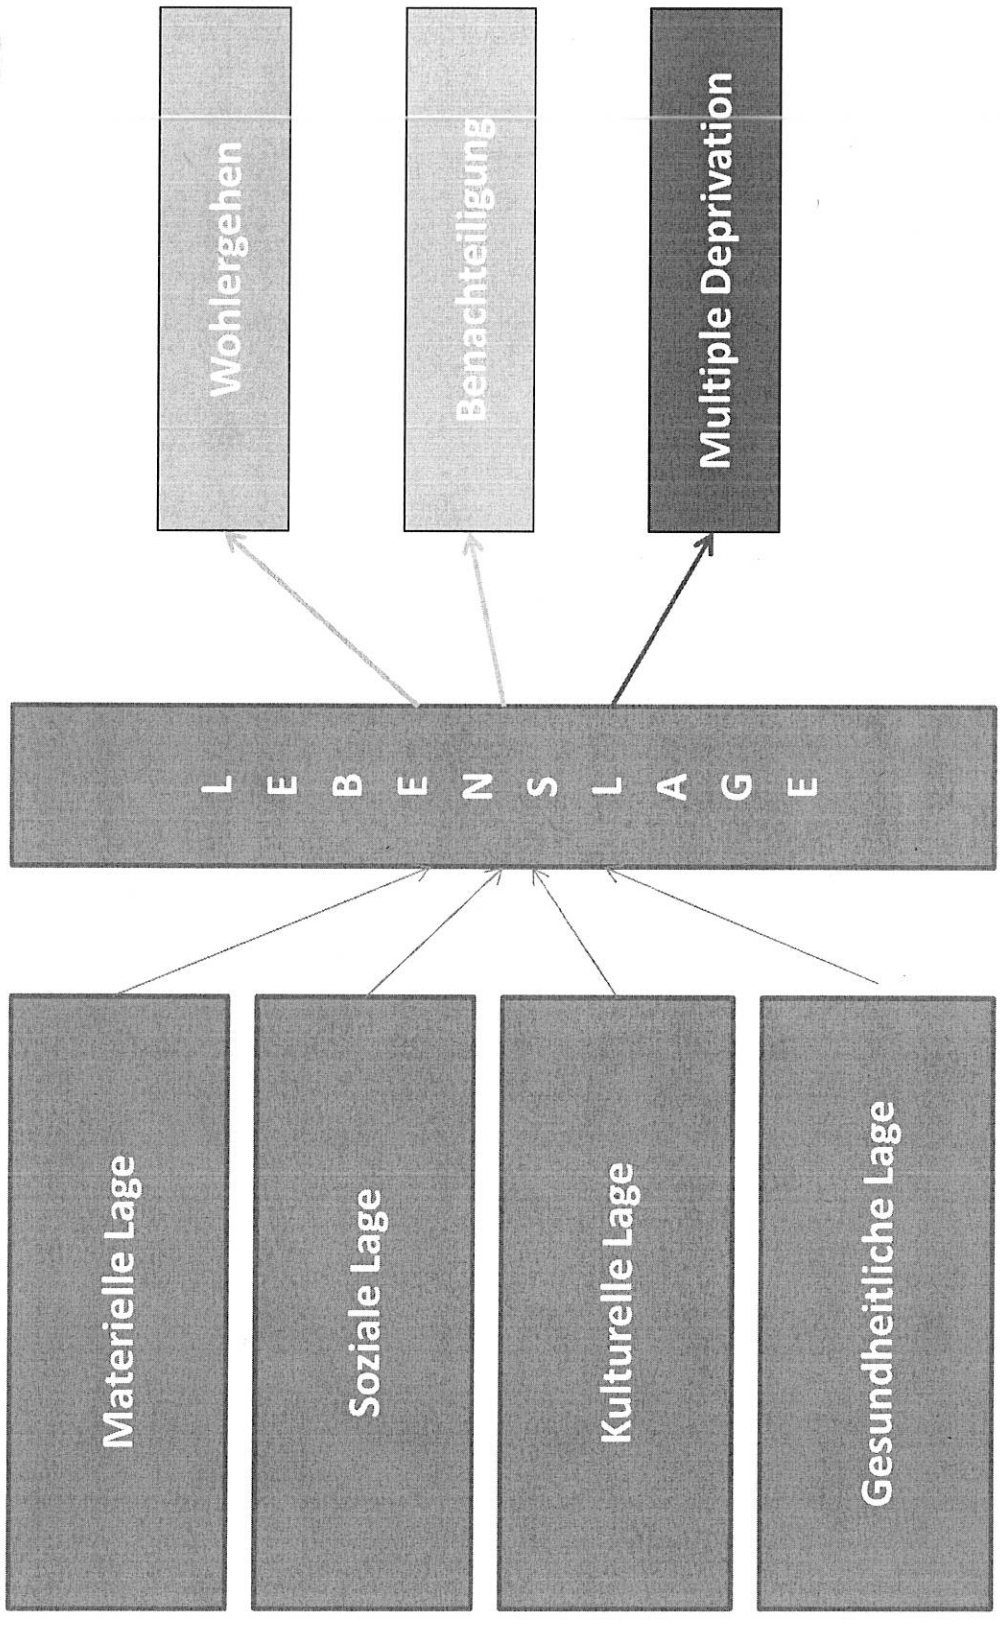 Materielle Lage
Soziale Lage
Kulturelle Lage
Gesundheitliche Lage
L
E
B
E
N
S
L
A
G
E
Wohlergehen
Benachteiligung
Multiple Deprivation